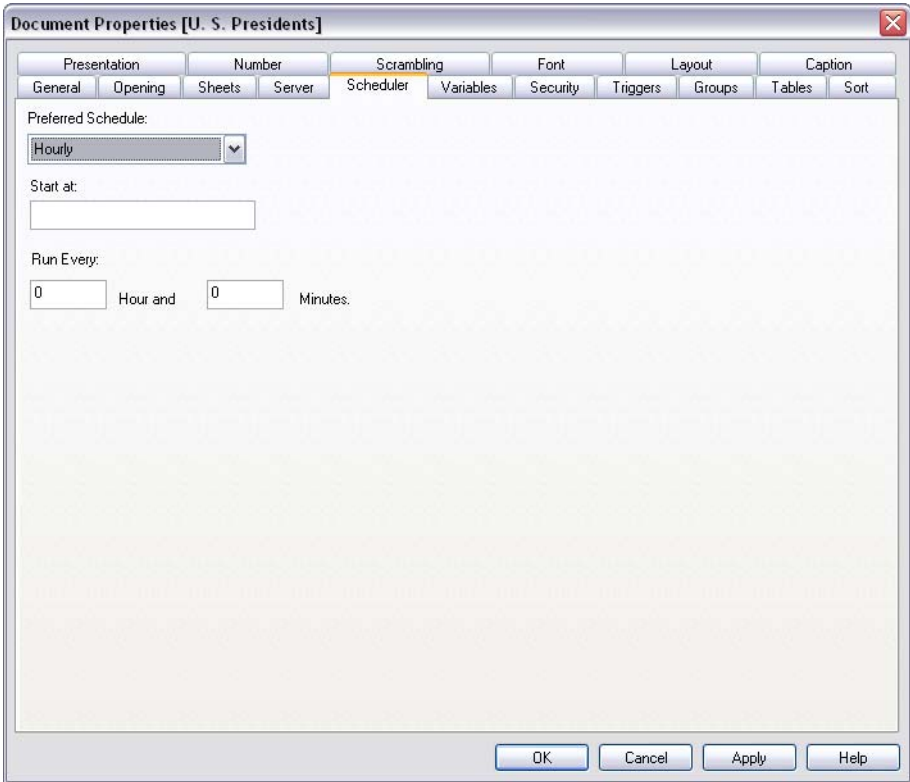 Document Properties [U. S. Presidents]
Presentation Number Scrambling Font Layout Caption
General Opening Sheets Server Scheduler Variables Security Triggers Groups Tables Sort
Preferred Schedule:
Hourly
Start at:
Run Every:
0 Hour and 0 Minutes.
OK Cancel Apply Help